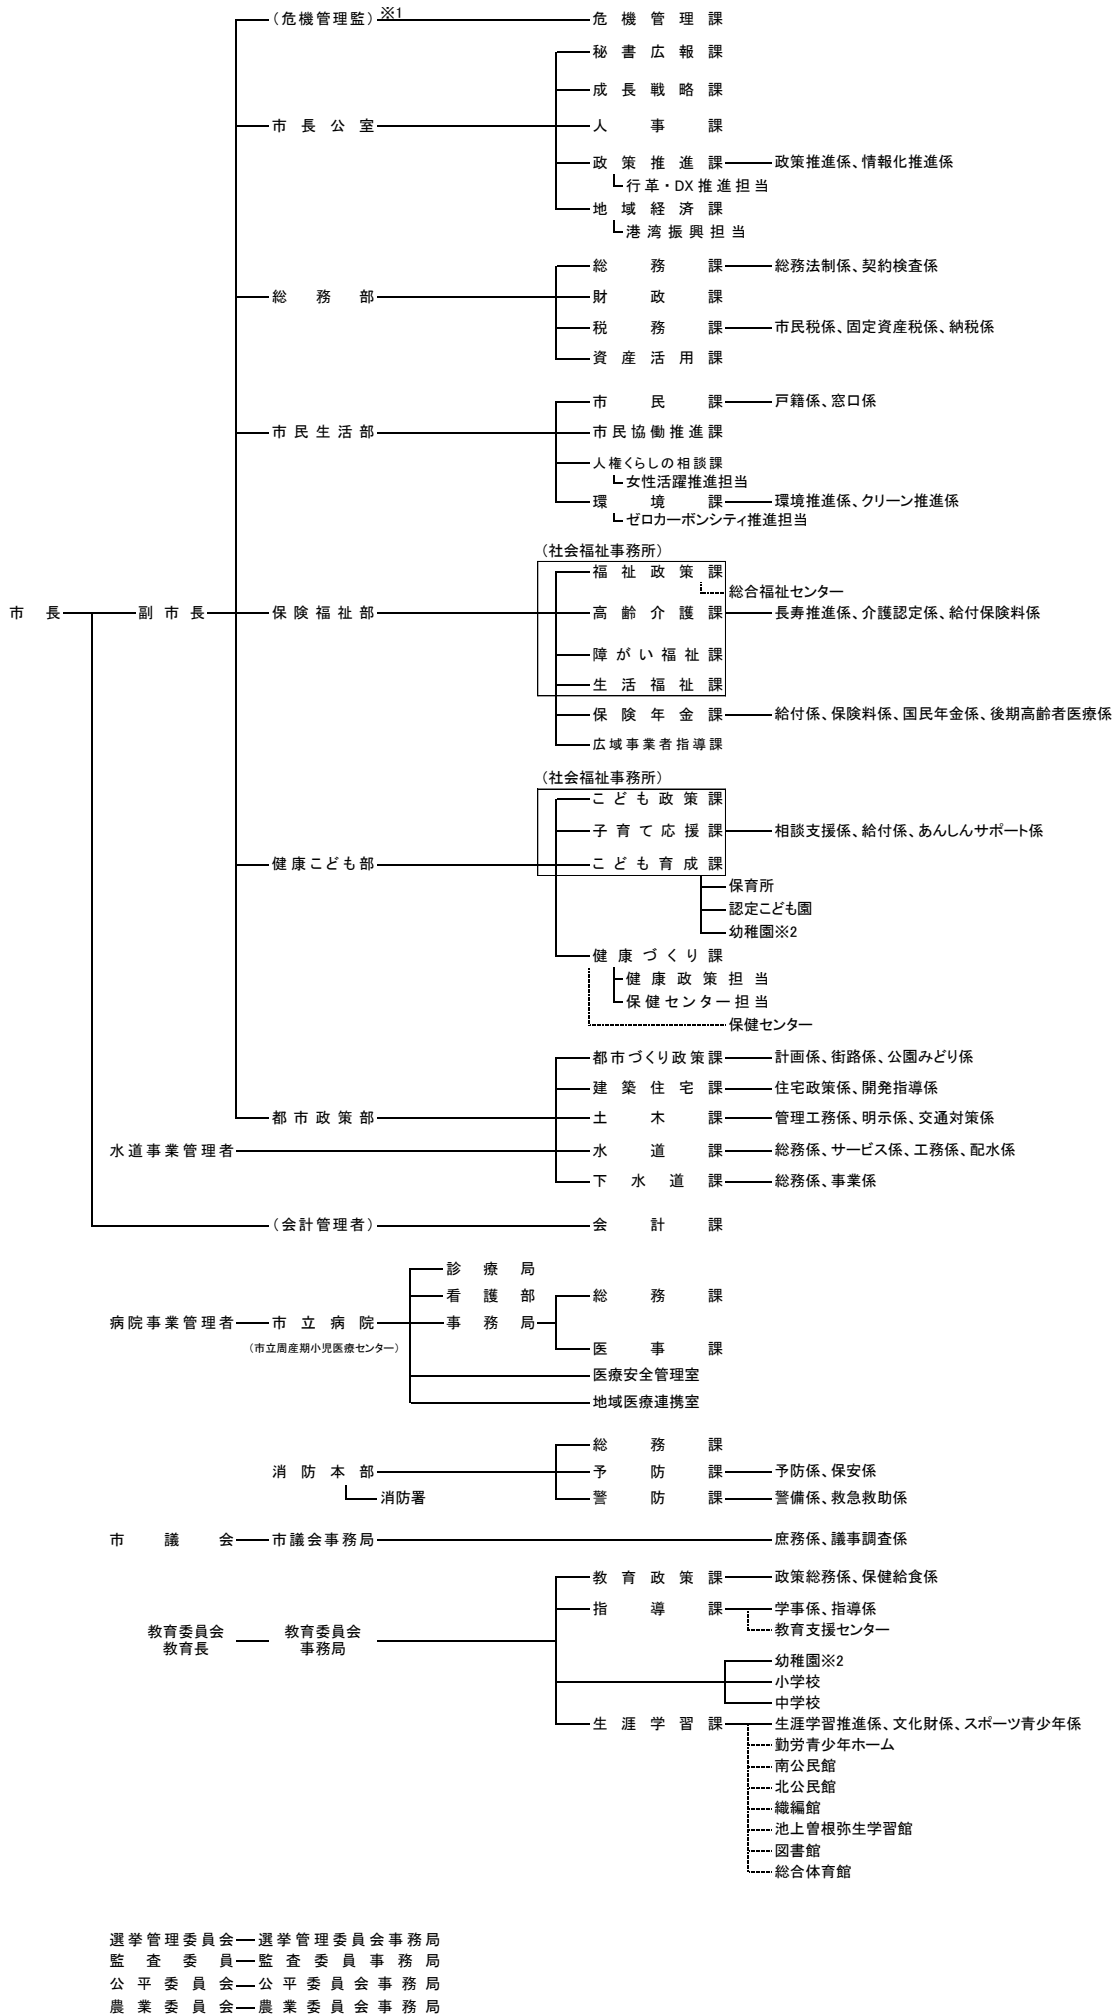 (危機管理監)※1 危機管理課
秘書広報課
成長戦略課
市長公室 人事課
政策推進課 政策推進係、情報化推進係
行革・DX推進担当
地域経済課
港湾振興担当
総務課 総務法制係、契約検査係
総務部 財政課
税務課 市民税係、固定資産税係、納税係
資産活用課
市民課 戸籍係、窓口係
市民生活部 市民協働推進課
人権くらしの相談課
女性活躍推進担当
環境課 環境推進係、クリーン推進係
ゼロカーボンシティ推進担当
(社会福祉事務所)
福祉政策課
総合福祉センター
市長 副市長 保険福祉部 高齢介護課 長寿推進係、介護認定係、給付保険料係
障がい福祉課
生活福祉課
保険年金課 給付係、保険料係、国民年金係、後期高齢者医療係
広域事業者指導課
(社会福祉事務所)
こども政策課
子育て応援課 相談支援係、給付係、あんしんサポート係
健康こども部 こども育成課
保育所
認定こども園
幼稚園※2
健康づくり課
健康政策担当
保健センター担当
保健センター
都市づくり政策課 計画係、街路係、公園みどり係
建築住宅課 住宅政策係、開発指導係
都市政策部 土木課 管理工務係、明示係、交通対策係
水道事業管理者 水道課 総務係、サービス係、工務係、配水係
下水道課 総務係、事業係
(会計管理者) 会計課
診療局
看護部 総務課
病院事業管理者 市立病院 事務局
(市立周産期小児医療センター) 医事課
医療安全管理室
地域医療連携室
総務課
消防本部 予防課 予防係、保安係
消防署 警防課 警備係、救急救助係
市議会 市議会事務局 庶務係、議事調査係
教育政策課 政策総務係、保健給食係
指導課 学事係、指導係
教育支援センター
教育委員会 教育委員会
教育長 事務局
幼稚園※2
小学校
中学校
生涯学習課 生涯学習推進係、文化財係、スポーツ青少年係
勤労青少年ホーム
南公民館
北公民館
織編館
池上曽根弥生学習館
図書館
総合体育館
選挙管理委員会 選挙管理委員会事務局
監査委員 監査委員事務局
公平委員会 公平委員会事務局
農業委員会 農業委員会事務局